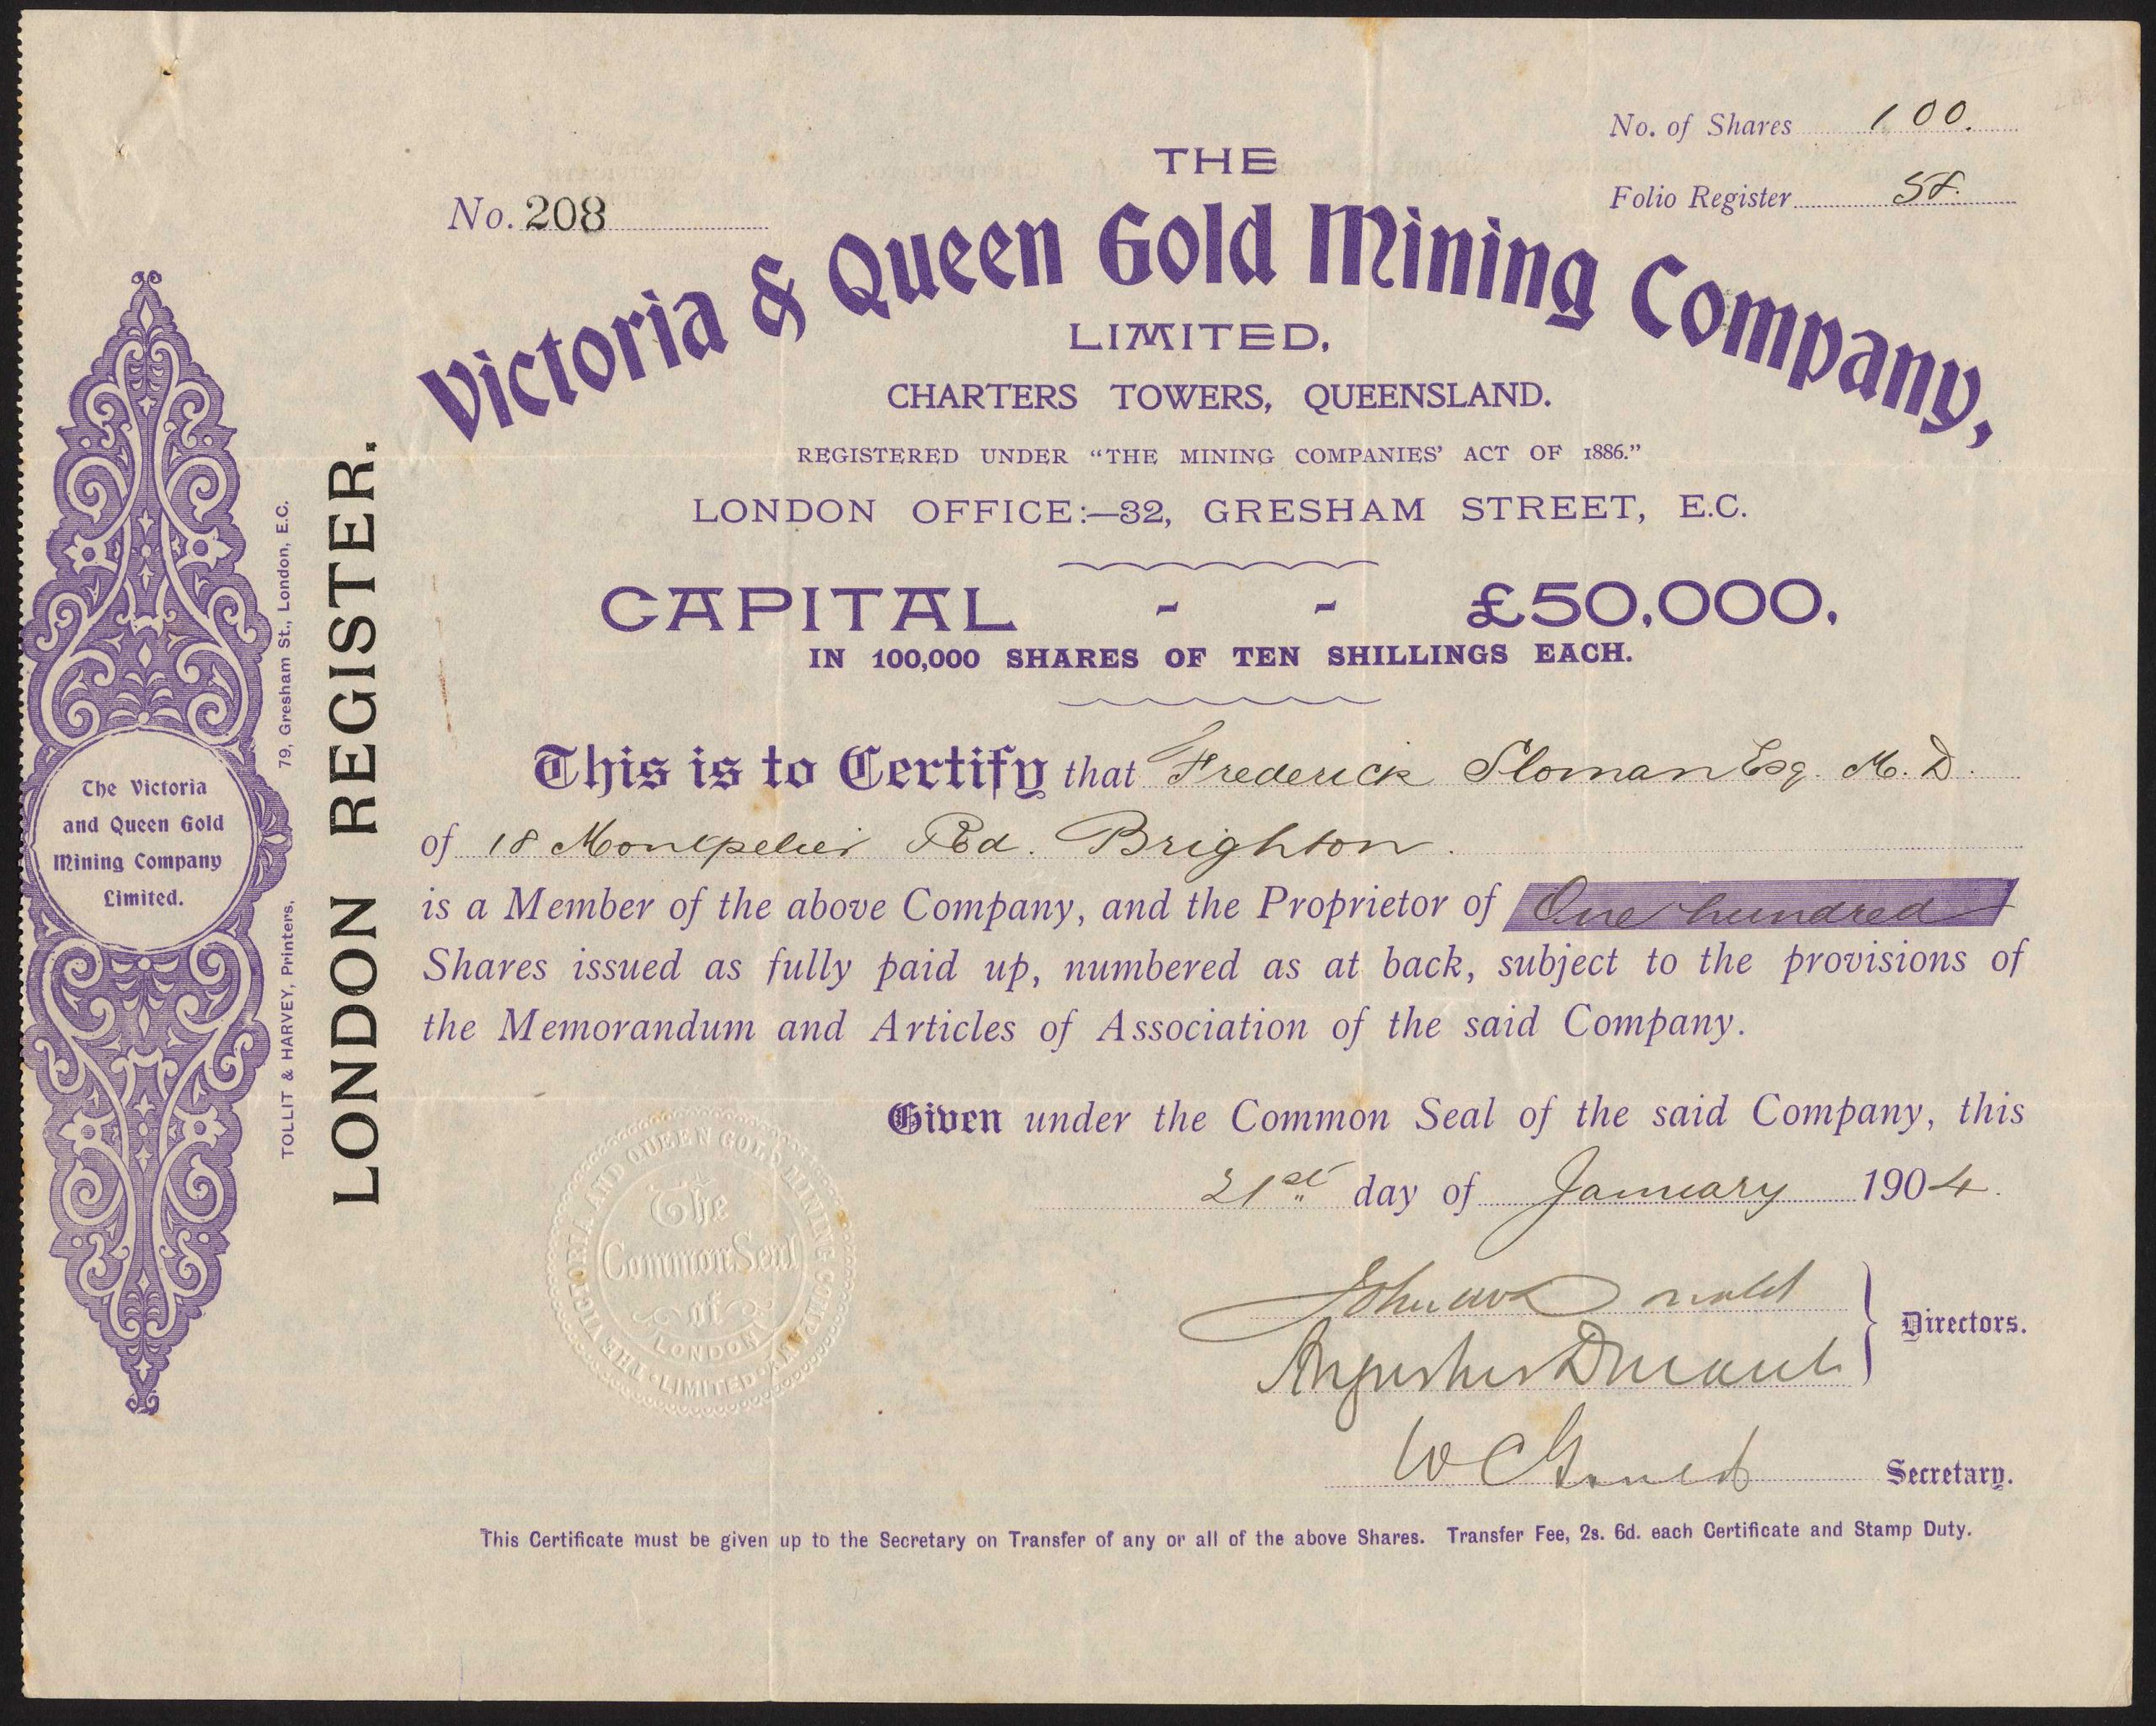 No. of Shares 100.
Folio Register
No. 208
THE
Victoria & Queen Gold Mining Company,
LIMITED,
CHARTERS TOWERS, QUEENSLAND.
REGISTERED UNDER “THE MINING COMPANIES’ ACT OF 1886.”
LONDON OFFICE:—32, GRESHAM STREET, E.C.
CAPITAL - - £50,000,
IN 100,000 SHARES OF TEN SHILLINGS EACH.
This is to Certify that Frederick Sloman Esq. M.D.
of 18 Montpelier Rd. Brighton.
is a Member of the above Company, and the Proprietor of One hundred
Shares issued as fully paid up, numbered as at back, subject to the provisions of
the Memorandum and Articles of Association of the said Company.
Given under the Common Seal of the said Company, this
21st day of January 1904.
Directors.
Secretary.
This Certificate must be given up to the Secretary on Transfer of any or all of the above Shares. Transfer Fee, 2s. 6d. each Certificate and Stamp Duty.
THE VICTORIA AND QUEEN GOLD MINING COMPANY LIMITED
The
Common Seal
of
LONDON
The Victoria
and Queen Gold
Mining Company
Limited.
TOLLIT & HARVEY, Printers, 79, Gresham St., London, E.C.
LONDON REGISTER.